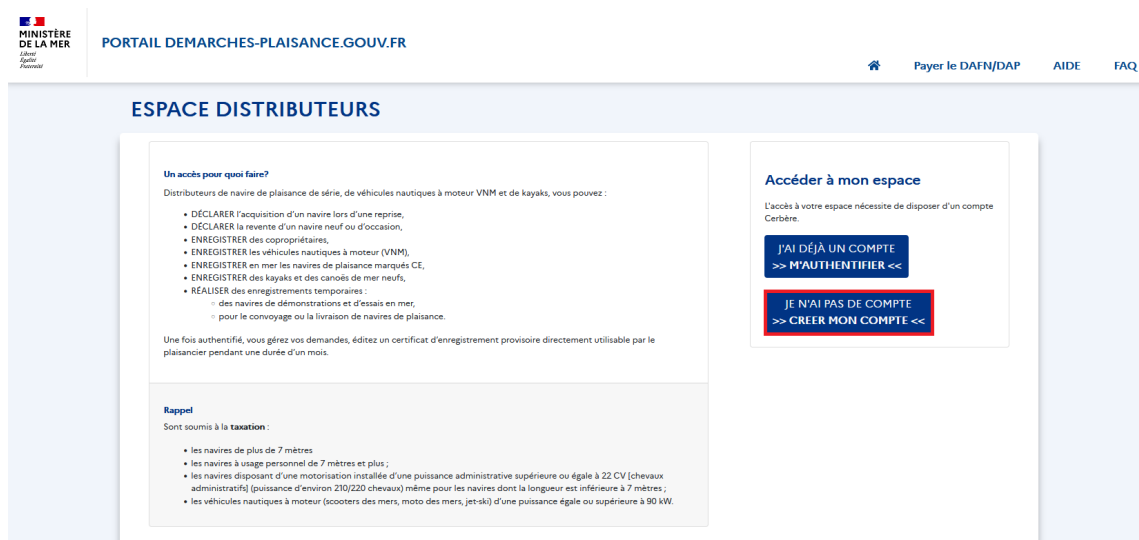 MINISTÈRE
DE LA MER
Liberté
Égalité
Fraternité
PORTAIL DEMARCHES-PLAISANCE.GOUV.FR
Payer le DAFN/DAP AIDE FAQ
ESPACE DISTRIBUTEURS
Un accès pour quoi faire?
Distributeurs de navire de plaisance de série, de véhicules nautiques à moteur VNM et de kayaks, vous pouvez :
• DÉCLARER l'acquisition d'un navire lors d'une reprise,
• DÉCLARER la revente d'un navire neuf ou d'occasion,
• ENREGISTRER des copropriétaires,
• ENREGISTRER les véhicules nautiques à moteur (VNM),
• ENREGISTRER en mer les navires de plaisance marqués CE,
• ENREGISTRER des kayaks et des canoës de mer neufs,
• RÉALISER des enregistrements temporaires :
◦ des navires de démonstrations et d'essais en mer,
◦ pour le convoyage ou la livraison de navires de plaisance.
Une fois authentifié, vous gérez vos demandes, éditez un certificat d'enregistrement provisoire directement utilisable par le
plaisancier pendant une durée d'un mois.
Rappel
Sont soumis à la taxation :
• les navires de plus de 7 mètres
• les navires à usage personnel de 7 mètres et plus ;
• les navires disposant d'une motorisation installée d'une puissance administrative supérieure ou égale à 22 CV [chevaux
administratifs] (puissance d'environ 210/220 chevaux) même pour les navires dont la longueur est inférieure à 7 mètres ;
• les véhicules nautiques à moteur (scooters des mers, moto des mers, jet-ski) d'une puissance égale ou supérieure à 90 kW.
Accéder à mon espace
L'accès à votre espace nécessite de disposer d'un compte
Cerbère.
J'AI DÉJÀ UN COMPTE
>> M'AUTHENTIFIER <<
JE N'AI PAS DE COMPTE
>> CREER MON COMPTE <<